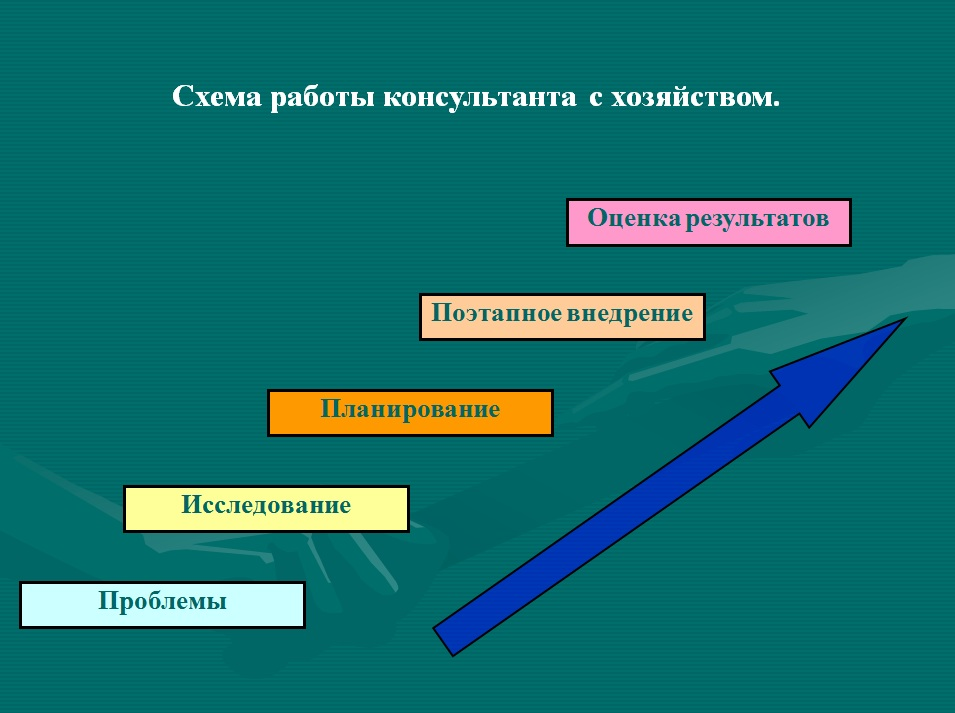 Схема работы консультанта с хозяйством.
Оценка результатов
Поэтапное внедрение
Планирование
Исследование
Проблемы